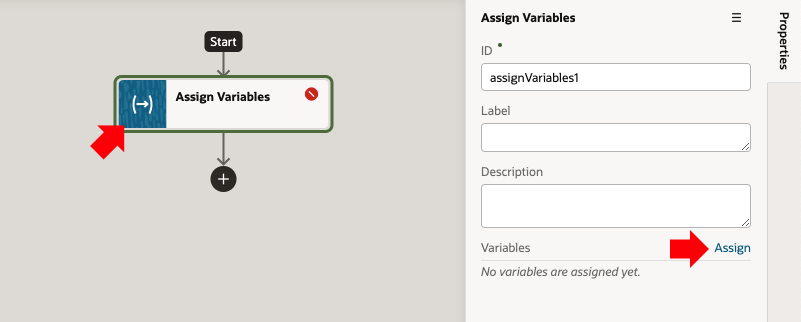 Start
Assign Variables
Assign Variables
ID
assignVariables1
Label
Description
Variables
Assign
No variables are assigned yet.
Properties